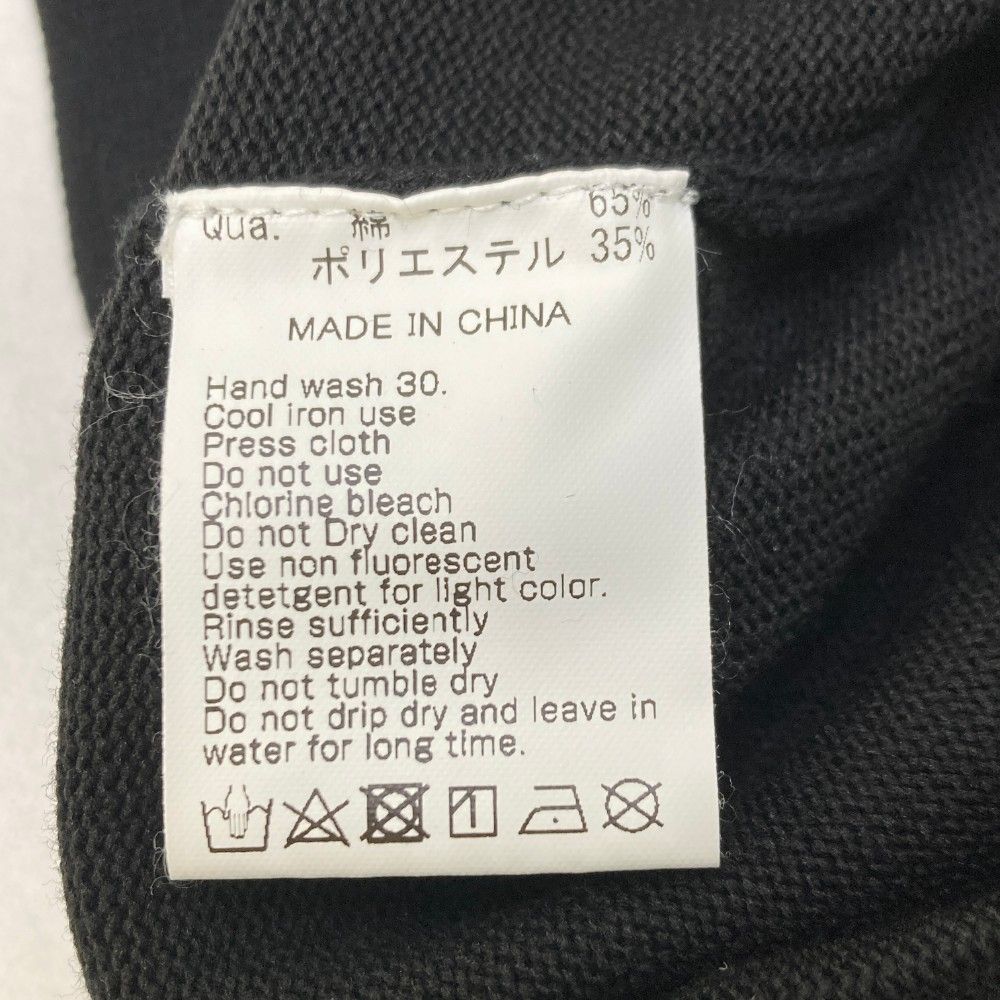 Qua. 綿 65%
ポリエステル 35%
MADE IN CHINA
Hand wash 30.
Cool iron use
Press cloth
Do not use
Chlorine bleach
Do not Dry clean
Use non fluorescent
detetgent for light color.
Rinse sufficiently
Wash separately
Do not tumble dry
Do not drip dry and leave in
water for long time.